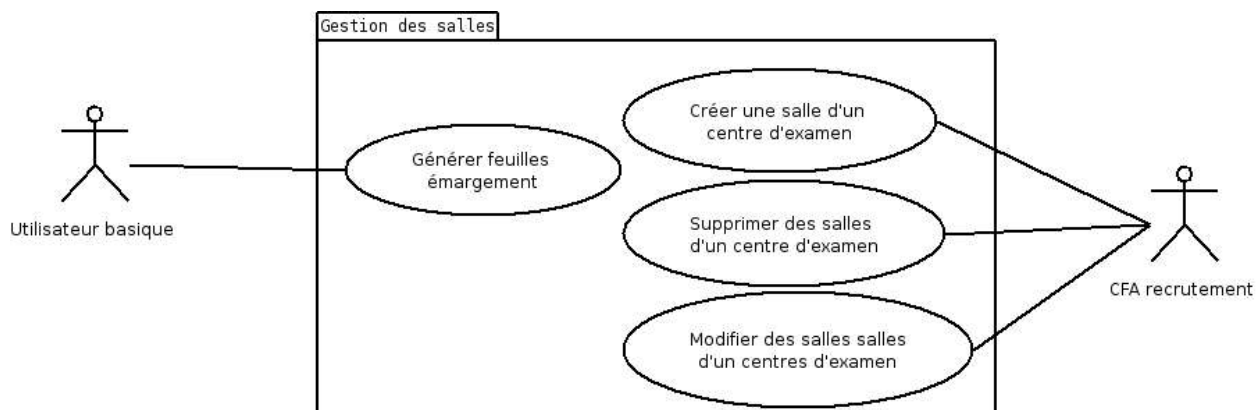 Gestion des salles
Créer une salle d'un
centre d'examen
Générer feuilles
émargement
Utilisateur basique
Supprimer des salles
d'un centre d'examen
CFA recrutement
Modifier des salles salles
d'un centres d'examen